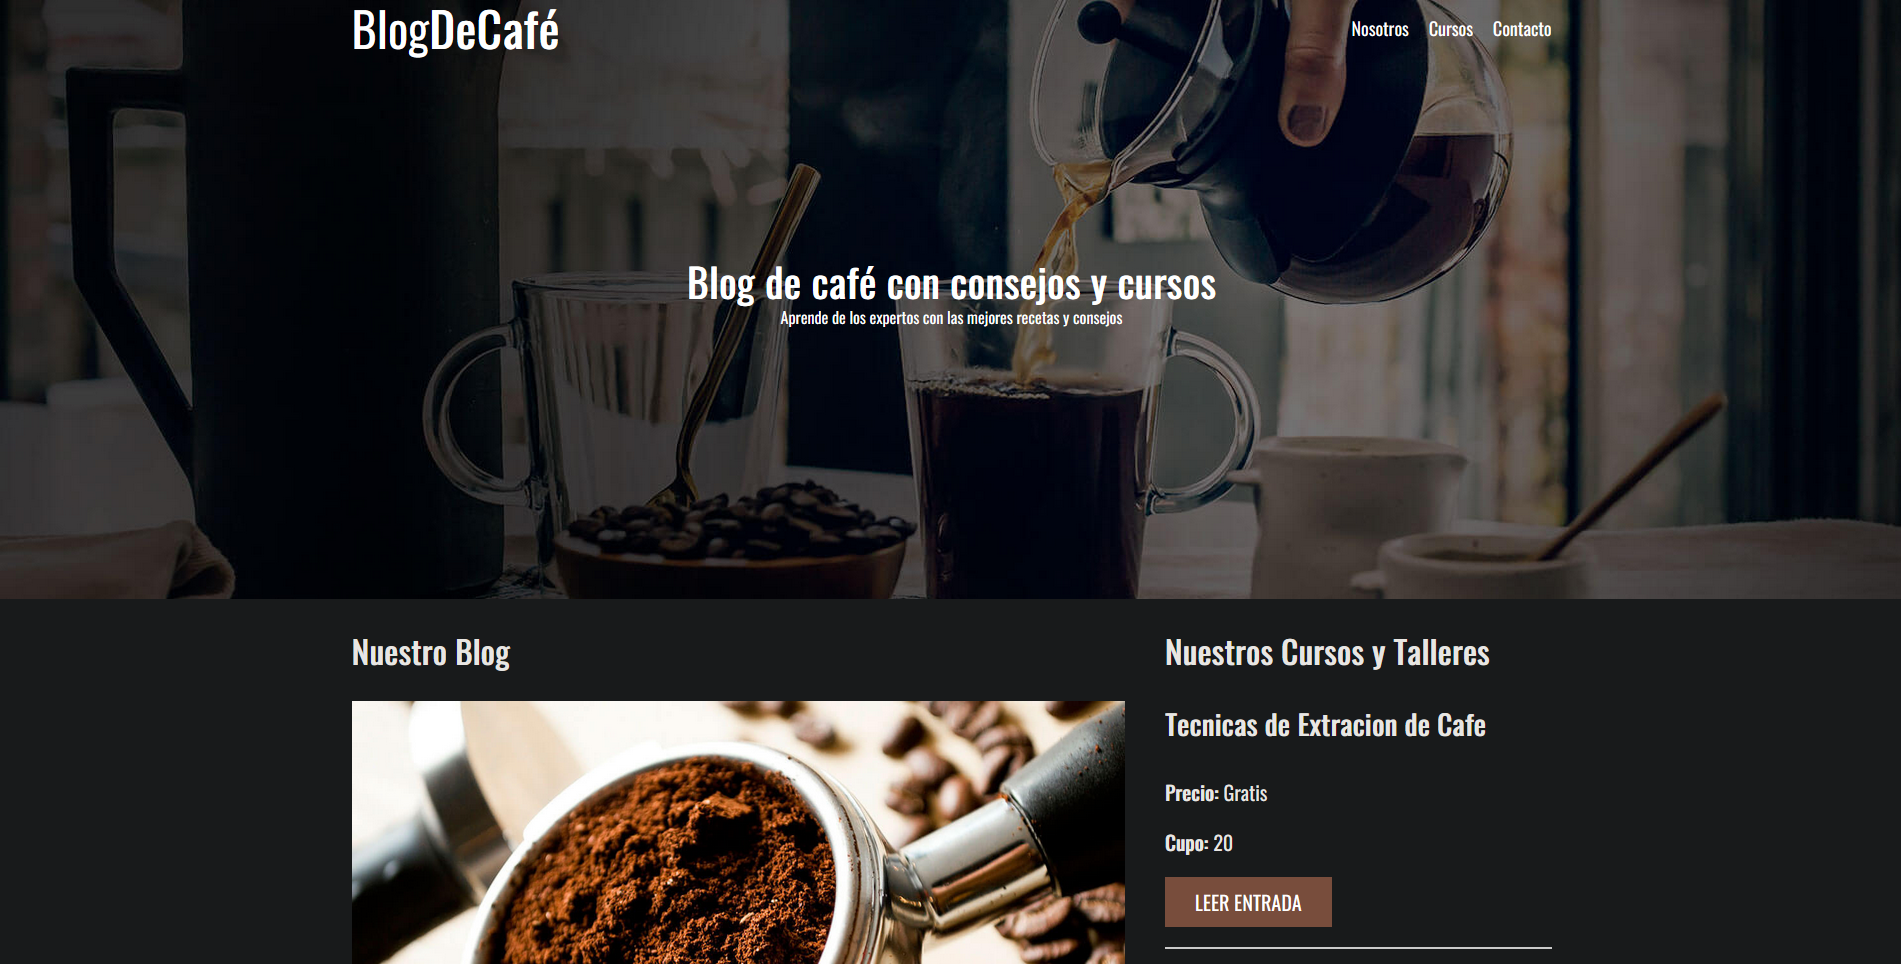 BlogDeCafé
Nosotros Cursos Contacto
Blog de café con consejos y cursos
Aprende de los expertos con las mejores recetas y consejos
Nuestro Blog
Nuestros Cursos y Talleres
Tecnicas de Extracion de Cafe
Precio: Gratis
Cupo: 20
LEER ENTRADA